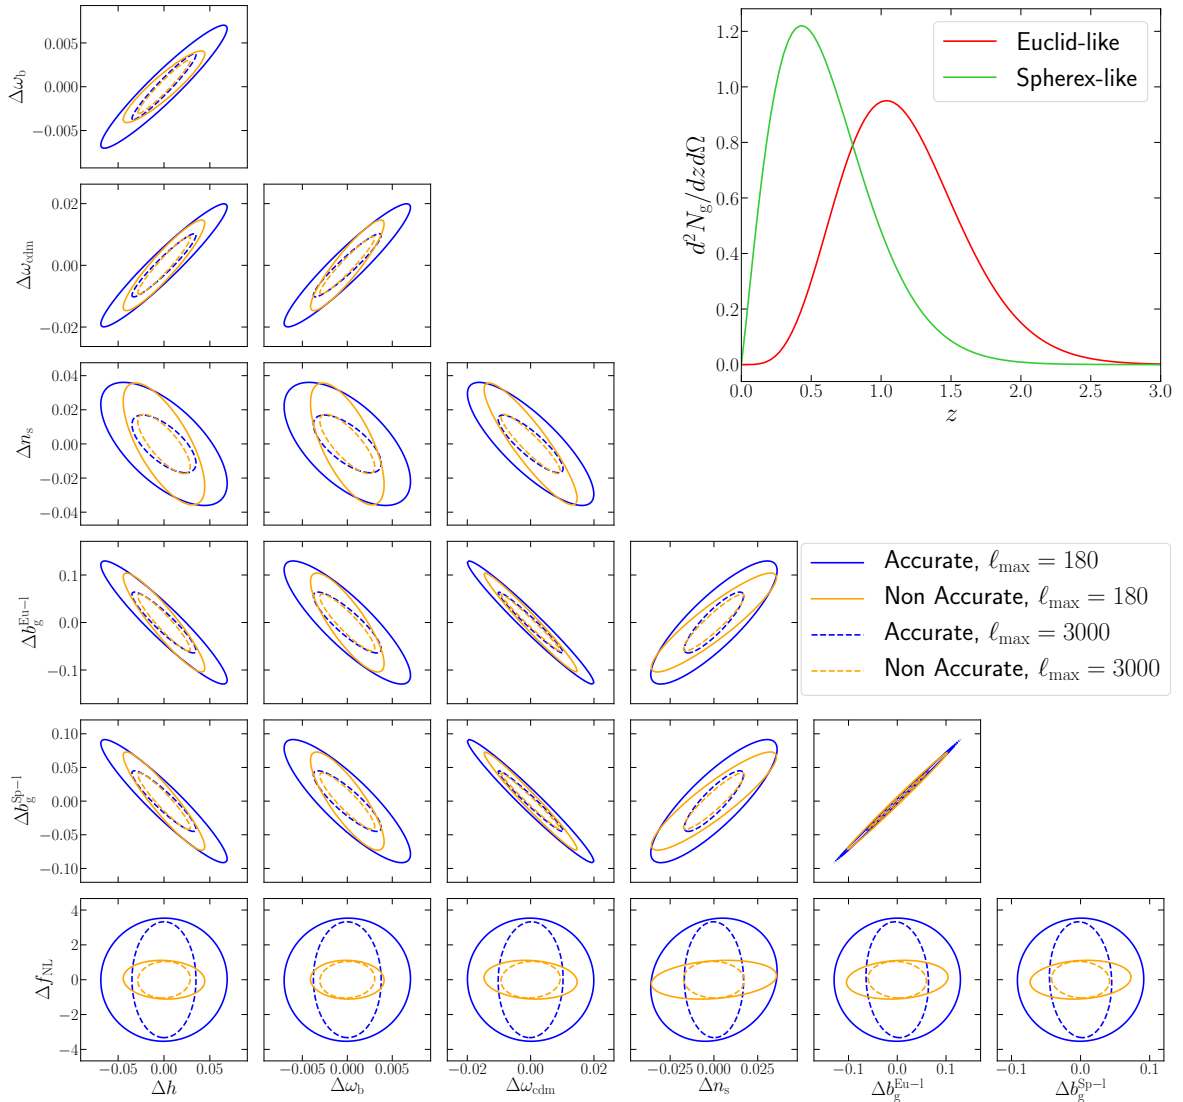 0.005
0.000
−0.005
Δω_b
1.2
1.0
0.8
0.6
0.4
0.2
0.0
d²N_g/dzdΩ
Euclid-like
Spherex-like
0.0 0.5 1.0 1.5 2.0 2.5 3.0
z
0.02
0.00
−0.02
Δω_cdm
0.04
0.02
0.00
−0.02
−0.04
Δn_s
0.1
0.0
−0.1
Δb_g^{Eu−l}
Accurate, ℓ_max = 180
Non Accurate, ℓ_max = 180
Accurate, ℓ_max = 3000
Non Accurate, ℓ_max = 3000
0.10
0.05
0.00
−0.05
−0.10
Δb_g^{Sp−l}
4
2
0
−2
−4
Δf_NL
−0.05 0.00 0.05
Δh
−0.005 0.000 0.005
Δω_b
−0.02 0.00 0.02
Δω_cdm
−0.025 0.000 0.025
Δn_s
−0.1 0.0 0.1
Δb_g^{Eu−l}
−0.1 0.0 0.1
Δb_g^{Sp−l}